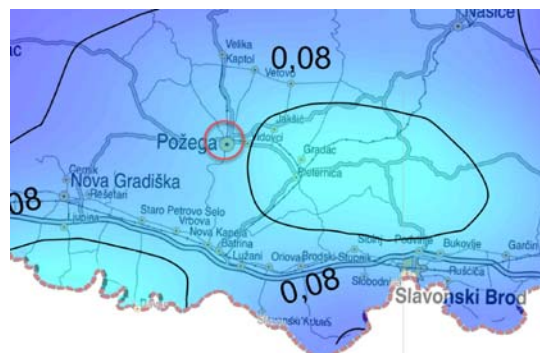 Našice
Velika
Kaptol
0,08
Vetovo
Jakšić
Požega
Vidovci
Gradac
Pleternica
Cernik
Nova Gradiška
Rešetari
08
Staro Petrovo Selo
Vrbova
Nova Kapela
Batrina
Lužani
Oriovac
Brodski Stupnik
Sibinj
Podvinje
Bukovlje
Garčin
0,08
Slobodnica
Ruščica
Slavonski Brod